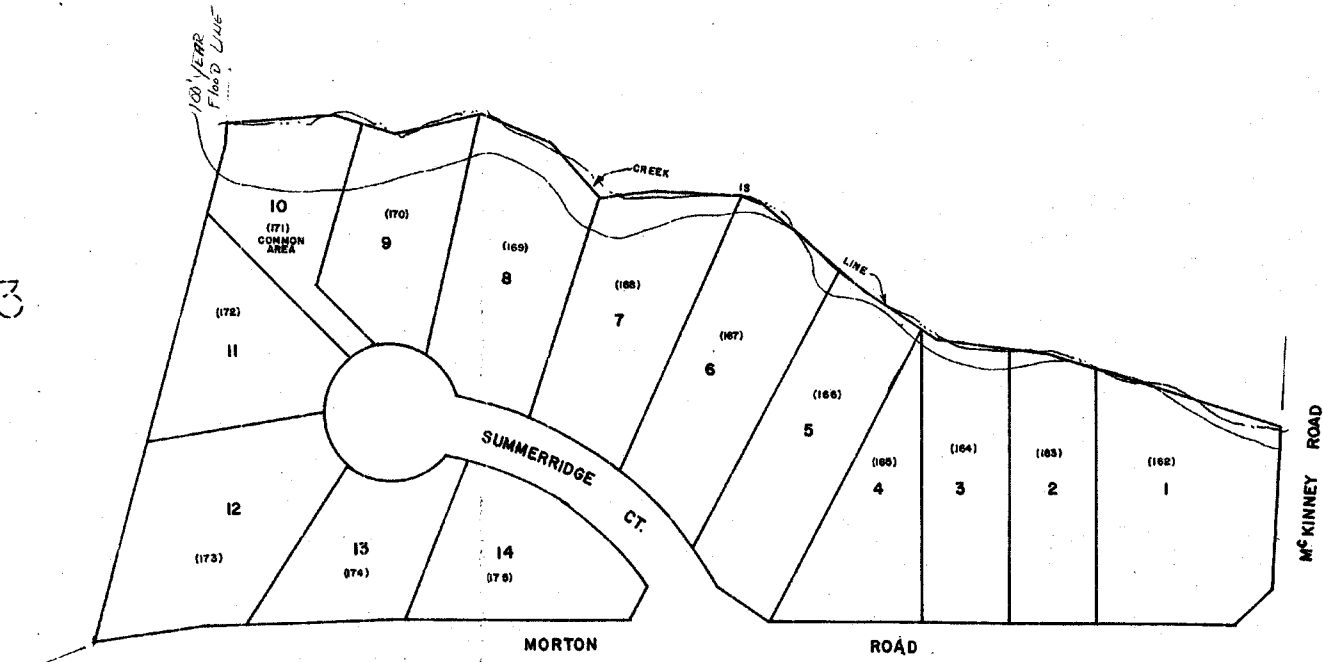 100' YEAR
FlooD LINE
CREEK
IS
LINE
10
(171)
COMMON
AREA
(170)
9
(169)
8
(168)
7
(167)
6
(166)
5
(165)
4
(164)
3
(163)
2
(162)
1
(172)
11
12
(173)
13
(174)
14
(175)
SUMMERRIDGE
CT.
MORTON ROAD
McKINNEY ROAD